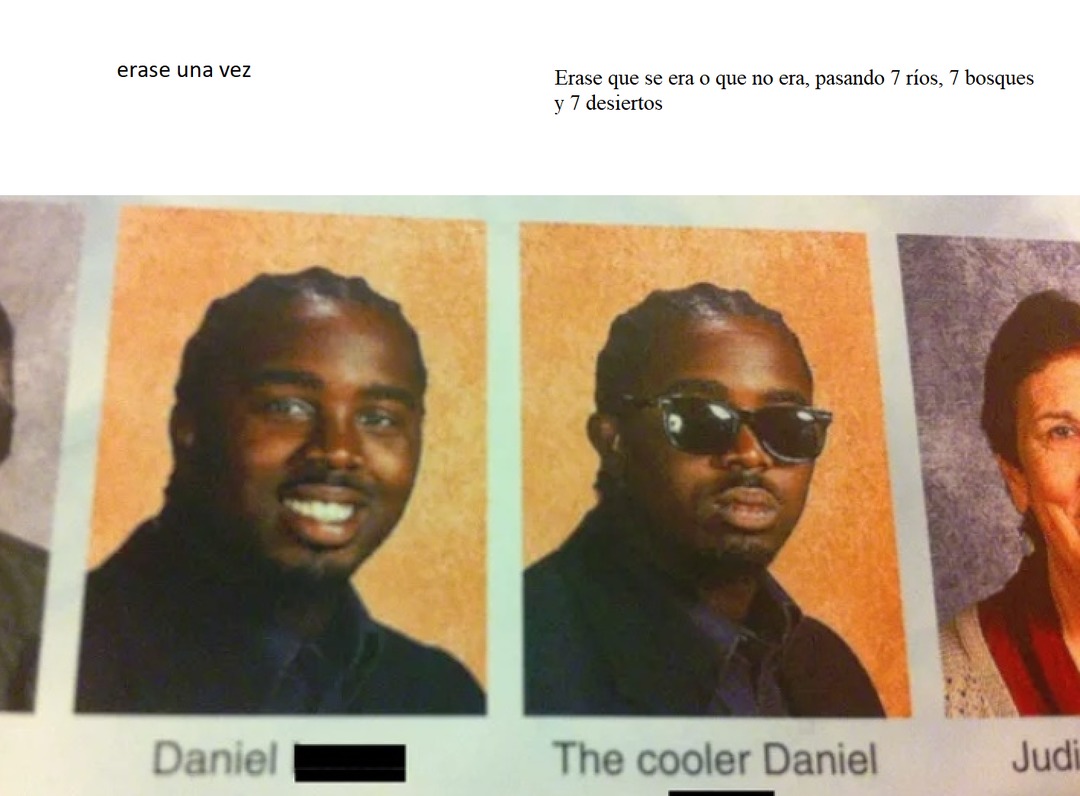 erase una vez
Erase que se era o que no era, pasando 7 ríos, 7 bosques
y 7 desiertos
Daniel
The cooler Daniel
Judi